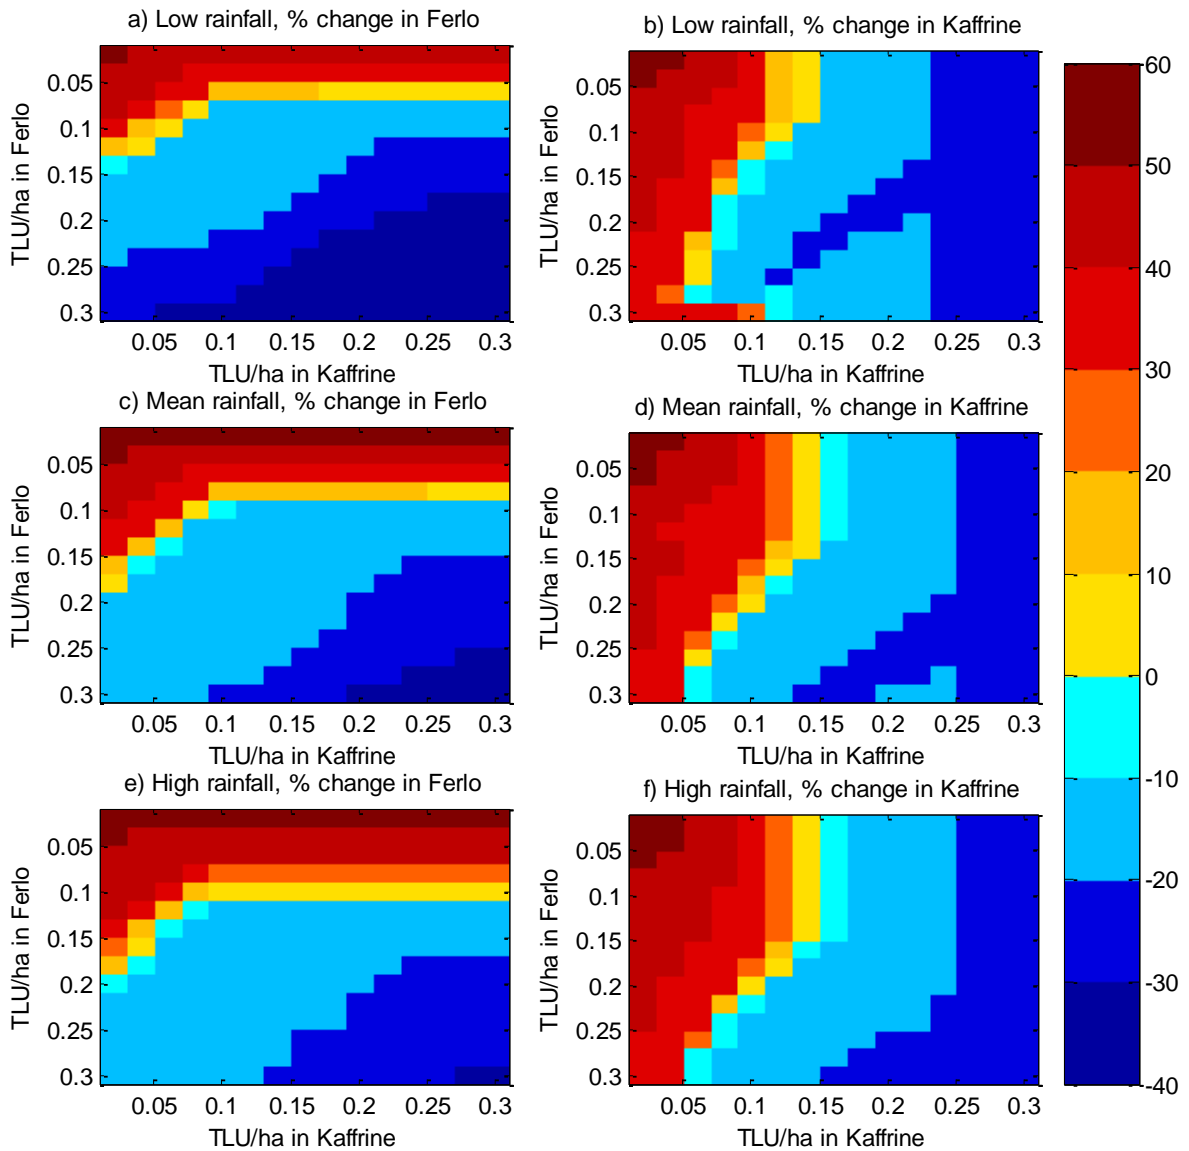 a) Low rainfall, % change in Ferlo
TLU/ha in Ferlo
0.05
0.1
0.15
0.2
0.25
0.3
0.05 0.1 0.15 0.2 0.25 0.3
TLU/ha in Kaffrine
b) Low rainfall, % change in Kaffrine
TLU/ha in Ferlo
0.05
0.1
0.15
0.2
0.25
0.3
0.05 0.1 0.15 0.2 0.25 0.3
TLU/ha in Kaffrine
c) Mean rainfall, % change in Ferlo
TLU/ha in Ferlo
0.05
0.1
0.15
0.2
0.25
0.3
0.05 0.1 0.15 0.2 0.25 0.3
TLU/ha in Kaffrine
d) Mean rainfall, % change in Kaffrine
TLU/ha in Ferlo
0.05
0.1
0.15
0.2
0.25
0.3
0.05 0.1 0.15 0.2 0.25 0.3
TLU/ha in Kaffrine
e) High rainfall, % change in Ferlo
TLU/ha in Ferlo
0.05
0.1
0.15
0.2
0.25
0.3
0.05 0.1 0.15 0.2 0.25 0.3
TLU/ha in Kaffrine
f) High rainfall, % change in Kaffrine
TLU/ha in Ferlo
0.05
0.1
0.15
0.2
0.25
0.3
0.05 0.1 0.15 0.2 0.25 0.3
TLU/ha in Kaffrine
60
50
40
30
20
10
0
-10
-20
-30
-40